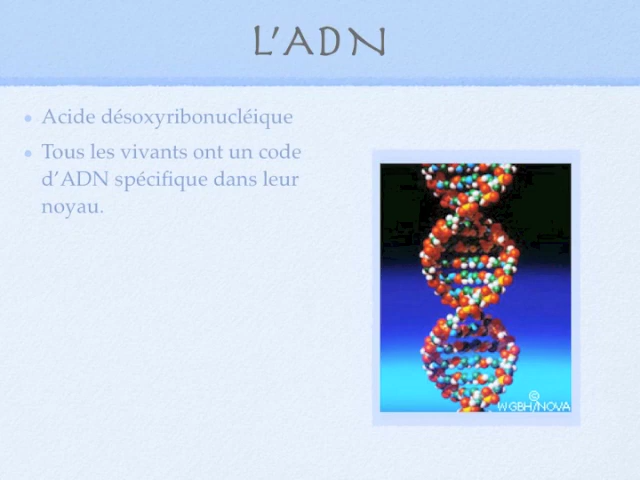 L'ADN
• Acide désoxyribonucléique
• Tous les vivants ont un code
d'ADN spécifique dans leur
noyau.
©
WGBH/NOVA